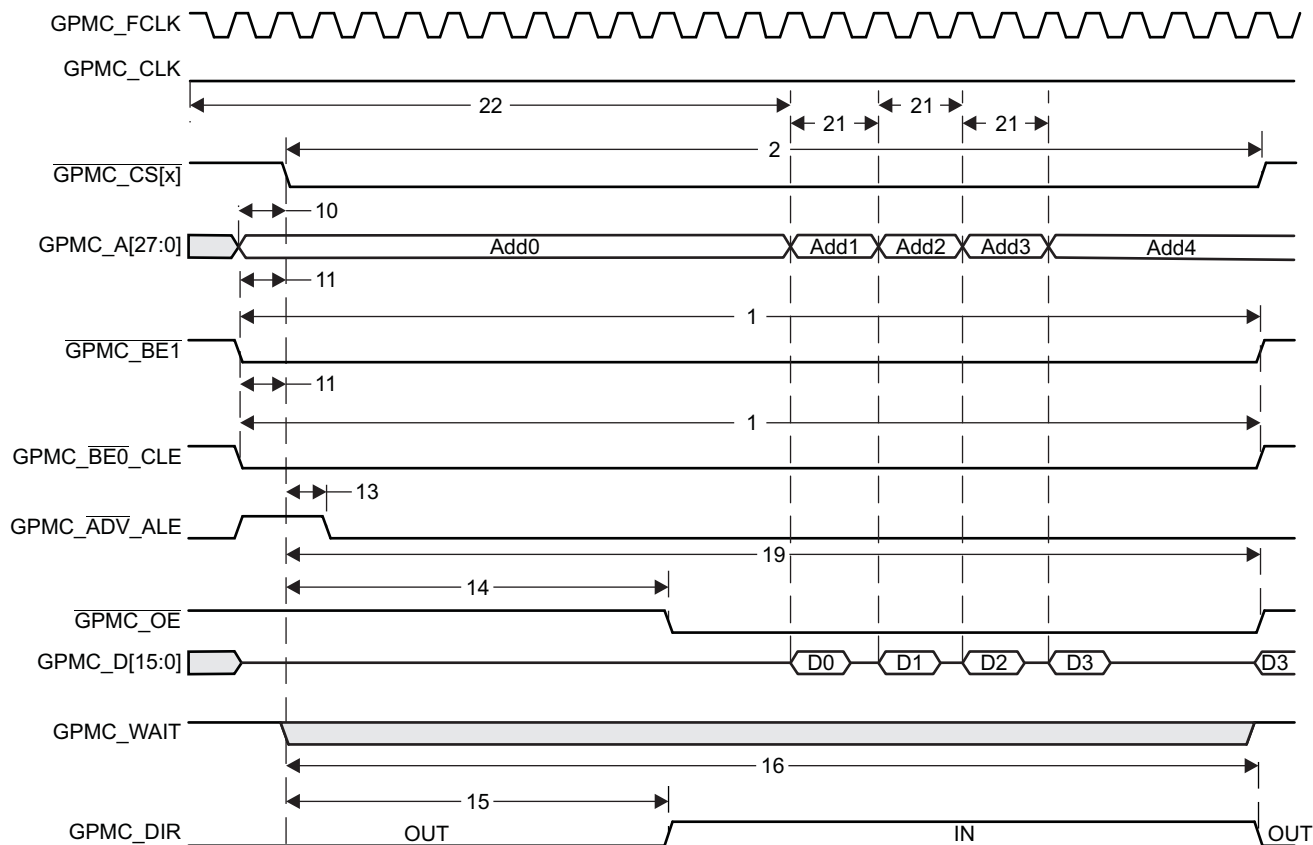 GPMC_FCLK
GPMC_CLK
22
21
21
21
2
GPMC_CS[x]
10
GPMC_A[27:0]
Add0
Add1
Add2
Add3
Add4
11
1
GPMC_BE1
11
1
GPMC_BE0_CLE
13
GPMC_ADV_ALE
19
14
GPMC_OE
GPMC_D[15:0]
D0
D1
D2
D3
D3
GPMC_WAIT
16
15
GPMC_DIR
OUT
IN
OUT